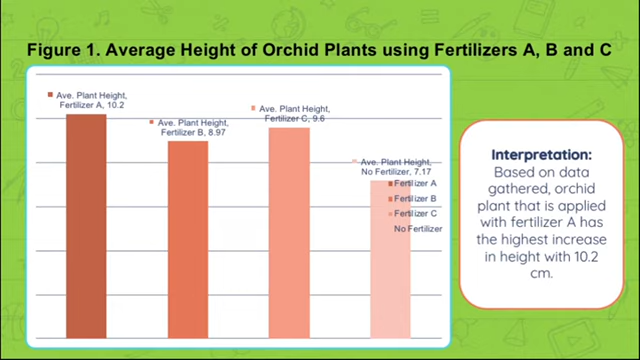 Figure 1. Average Height of Orchid Plants using Fertilizers A, B and C
Ave. Plant Height,
Fertilizer A, 10.2
Ave. Plant Height,
Fertilizer B, 8.97
Ave. Plant Height,
Fertilizer C, 9.6
Ave. Plant Height,
No Fertilizer, 7.17
Fertilizer A
Fertilizer B
Fertilizer C
No Fertilizer
Interpretation:
Based on data
gathered, orchid
plant that is applied
with fertilizer A has
the highest increase
in height with 10.2
cm.